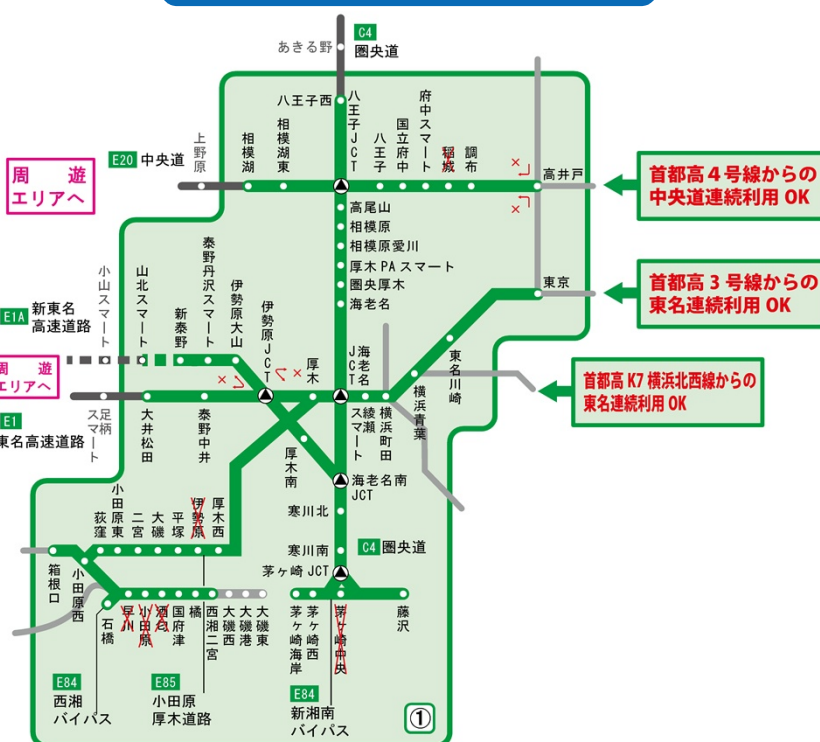 C4
圏央道
あきる野
八王子西
八王子JCT
八王子
国立府中
府中スマート
稲城
調布
高井戸
E20 中央道
上野原
相模湖
相模湖東
周　遊
エリアへ
首都高４号線からの
中央道連続利用 OK
高尾山
相模原
相模原愛川
厚木 PA スマート
圏央厚木
海老名
東京
首都高３号線からの
東名連続利用 OK
E1A 新東名
高速道路
小山スマート
山北スマート
新秦野
秦野丹沢スマート
伊勢原大山
伊勢原JCT
厚木
海老名
JCT
東名川崎
首都高 K7 横浜北西線からの
東名連続利用 OK
周　遊
エリアへ
E1
東名高速道路
足柄
スマート
大井松田
秦野中井
厚木南
綾瀬
スマート
横浜町田
横浜青葉
海老名南
JCT
寒川北
寒川南
C4 圏央道
茅ヶ崎 JCT
荻窪
小田原東
二宮
大磯
平塚
伊勢原
厚木西
箱根口
小田原西
石橋
早川
小田原
酒匂
国府津
橘
西湘二宮
大磯西
大磯港
大磯東
茅ヶ崎海岸
茅ヶ崎西
茅ヶ崎中央
藤沢
E84
西湘
バイパス
E85
小田原
厚木道路
E84
新湘南
バイパス
①